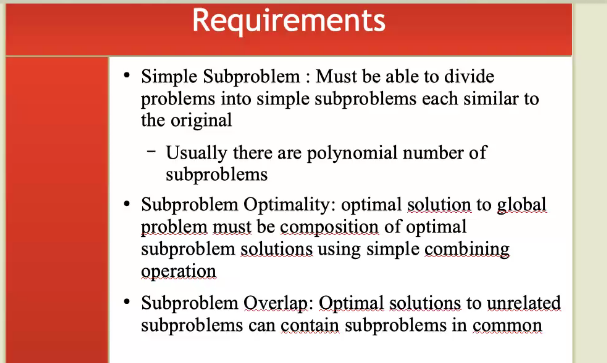 Requirements
• Simple Subproblem : Must be able to divide
problems into simple subproblems each similar to
the original
– Usually there are polynomial number of
subproblems
• Subproblem Optimality: optimal solution to global
problem must be composition of optimal
subproblem solutions using simple combining
operation
• Subproblem Overlap: Optimal solutions to unrelated
subproblems can contain subproblems in common